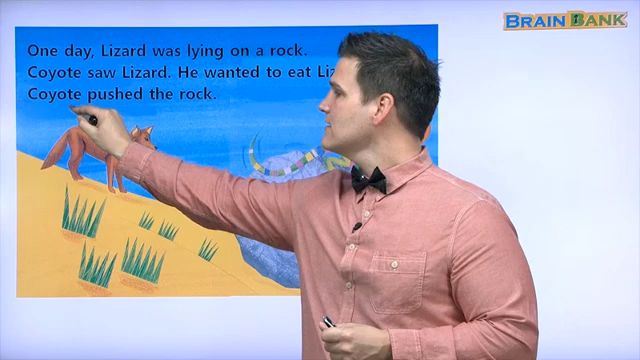 BRAIN BANK
One day, Lizard was lying on a rock.
Coyote saw Lizard. He wanted to eat
Coyote pushed the rock.